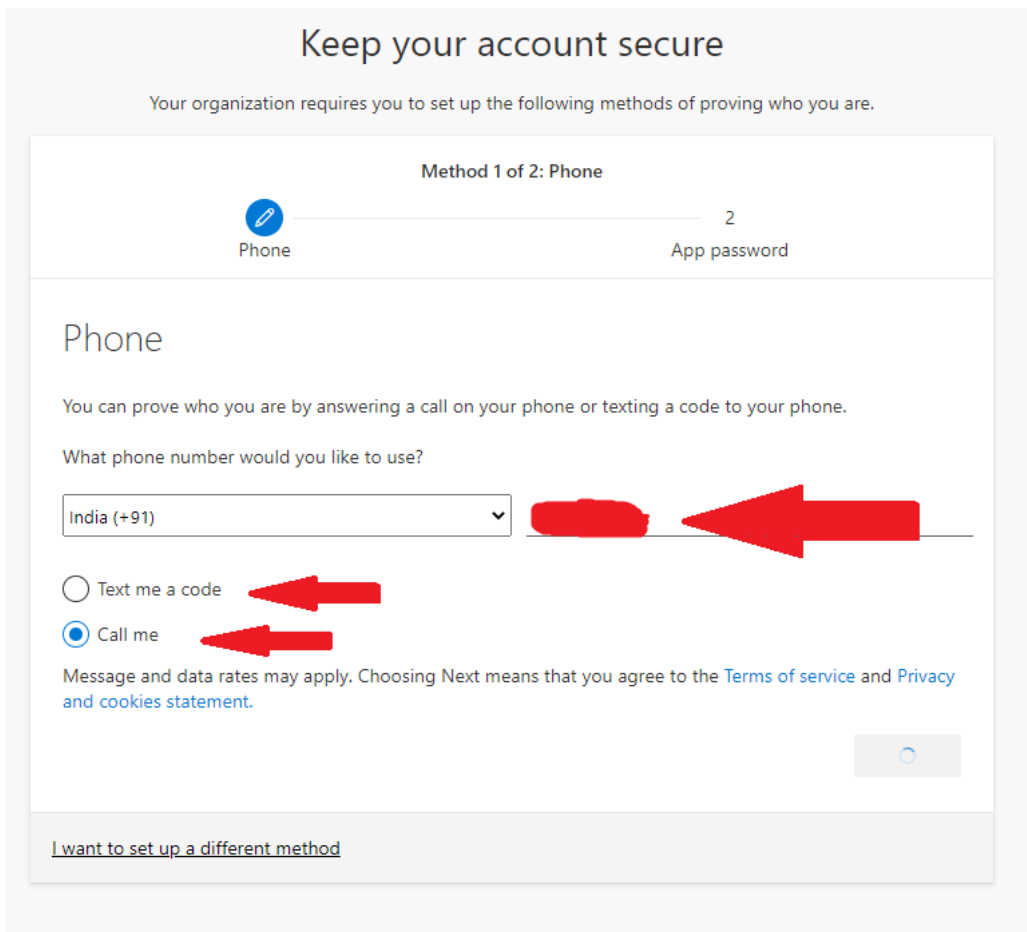 Keep your account secure
Your organization requires you to set up the following methods of proving who you are.
Method 1 of 2: Phone
2
Phone
App password
Phone
You can prove who you are by answering a call on your phone or texting a code to your phone.
What phone number would you like to use?
India (+91)
Text me a code
Call me
Message and data rates may apply. Choosing Next means that you agree to the Terms of service and Privacy
and cookies statement.
I want to set up a different method